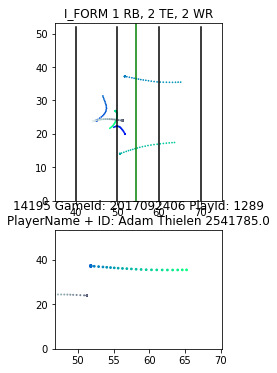 I_FORM 1 RB, 2 TE, 2 WR
50
40
30
20
10
0
40 50 60 70
14195 GameId: 2017092406 PlayId: 1289
PlayerName + ID: Adam Thielen 2541785.0
40
20
0
50 55 60 65 70